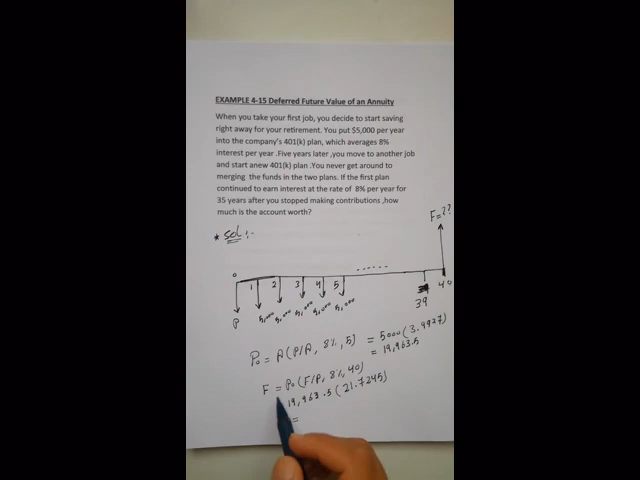 EXAMPLE 4-15 Deferred Future Value of an Annuity
When you take your first job, you decide to start saving
right away for your retirement. You put $5,000 per year
into the company's 401(k) plan, which averages 8%
interest per year .Five years later ,you move to another job
and start anew 401(k) plan .You never get around to
merging the funds in the two plans. If the first plan
continued to earn interest at the rate of 8% per year for
35 years after you stopped making contributions ,how
much is the account worth?
* Sol :-
F=??
0 1 2 3 4 5 ...... 39 40
P 5,000 5,000 5,000 5,000 5,000
P₀ = A(P/A, 8%, 5) = 5000(3.9927)
= 19,963.5
F = P₀(F/P, 8%, 40)
19,963.5(21.7245)
=